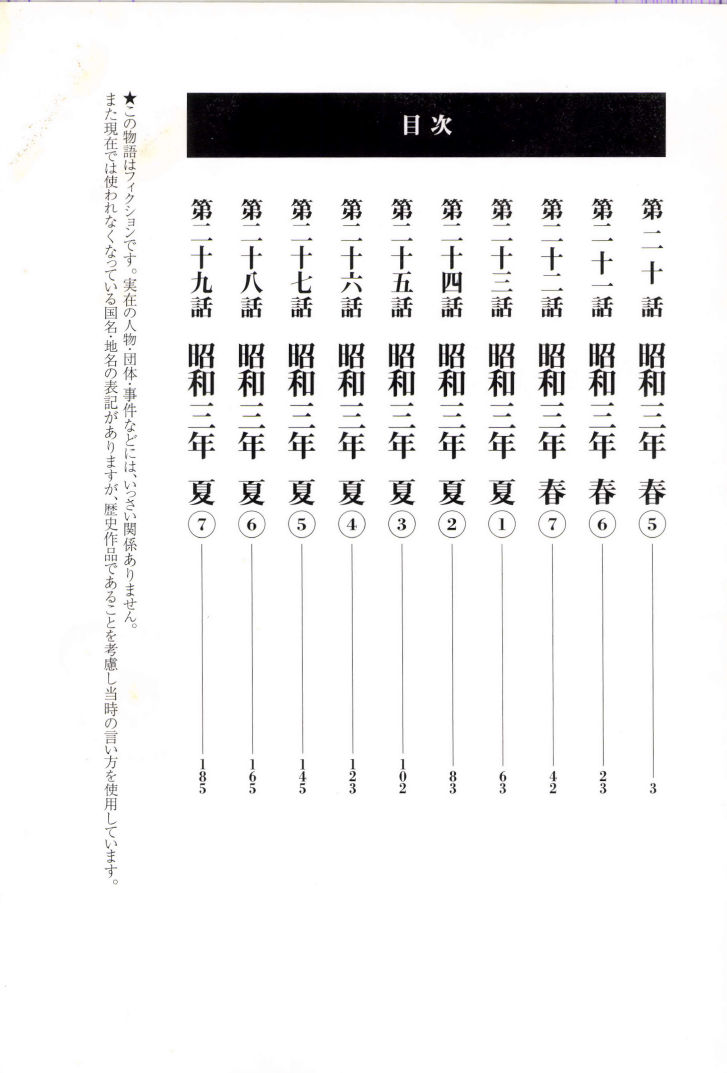 目次
第二十話 昭和三年 春⑤ 3
第二十一話 昭和三年 春⑥ 23
第二十二話 昭和三年 春⑦ 42
第二十三話 昭和三年 夏① 63
第二十四話 昭和三年 夏② 83
第二十五話 昭和三年 夏③ 102
第二十六話 昭和三年 夏④ 123
第二十七話 昭和三年 夏⑤ 145
第二十八話 昭和三年 夏⑥ 165
第二十九話 昭和三年 夏⑦ 185
★この物語はフィクションです。実在の人物・団体・事件などには、いっさい関係ありません。
また現在では使われなくなっている国名・地名の表記がありますが、歴史作品であることを考慮し当時の言い方を使用しています。